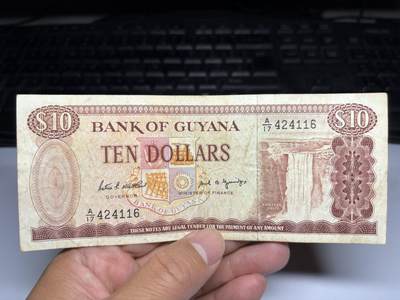 $10
BANK OF GUYANA
A/17 424116
$10
TEN DOLLARS
GOVERNOR
MINISTER OF FINANCE
A/17 424116
BANK OF GUYANA
THESE NOTES ARE LEGAL TENDER FOR THE PAYMENT OF ANY AMOUNT